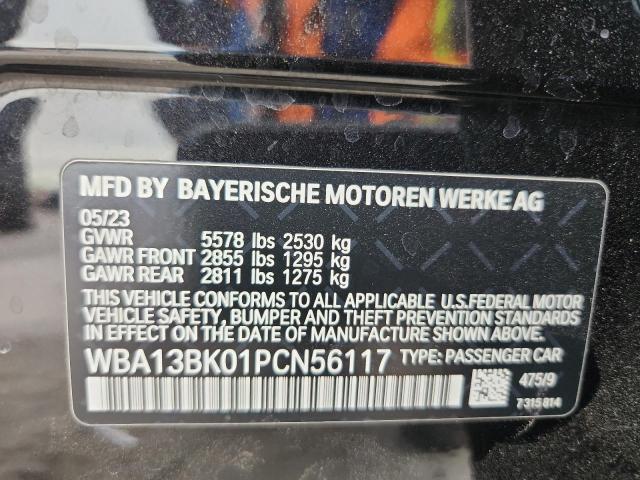 MFD BY BAYERISCHE MOTOREN WERKE AG
05/23
GVWR 5578 lbs 2530 kg
GAWR FRONT 2855 lbs 1295 kg
GAWR REAR 2811 lbs 1275 kg
THIS VEHICLE CONFORMS TO ALL APPLICABLE U.S.FEDERAL MOTOR
VEHICLE SAFETY, BUMPER AND THEFT PREVENTION STANDARDS
IN EFFECT ON THE DATE OF MANUFACTURE SHOWN ABOVE.
WBA13BK01PCN56117 TYPE: PASSENGER CAR
475/9
7315814